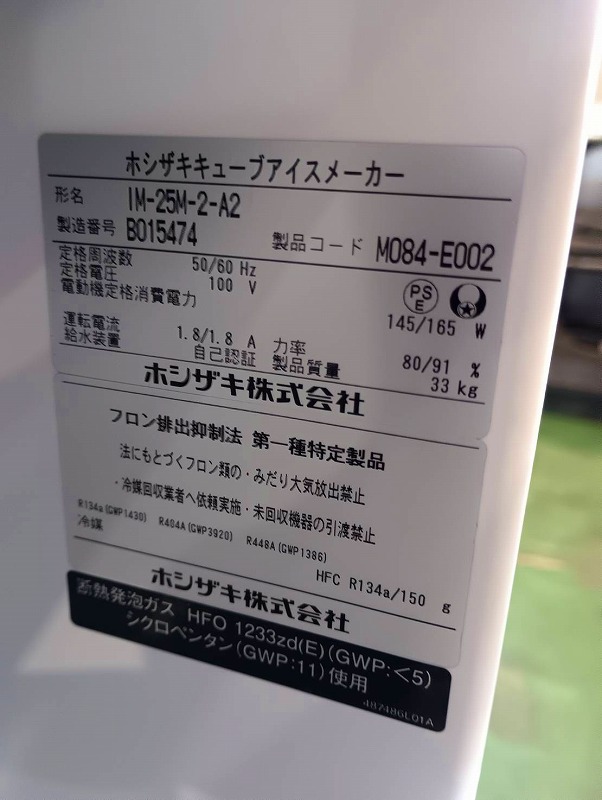 ホシザキキューブアイスメーカー
形名 IM-25M-2-A2
製造番号 B015474 製品コード M084-E002
定格周波数 50/60 Hz
定格電圧 100 V
PS E
電動機定格消費電力 145/165 W
運転電流 1.8/1.8 A 力率 80/91 %
給水装置 自己認証 製品質量 33 kg
ホシザキ株式会社
フロン排出抑制法 第一種特定製品
法にもとづくフロン類の・みだり大気放出禁止
・冷媒回収業者へ依頼実施・未回収機器の引渡禁止
R134a(GWP1430) R404A(GWP3920) R448A(GWP1386)
冷媒 HFC R134a/150 g
ホシザキ株式会社
断熱発泡ガス HFO 1233zd(E)(GWP:<5)
シクロペンタン(GWP:11)使用
487486L01A